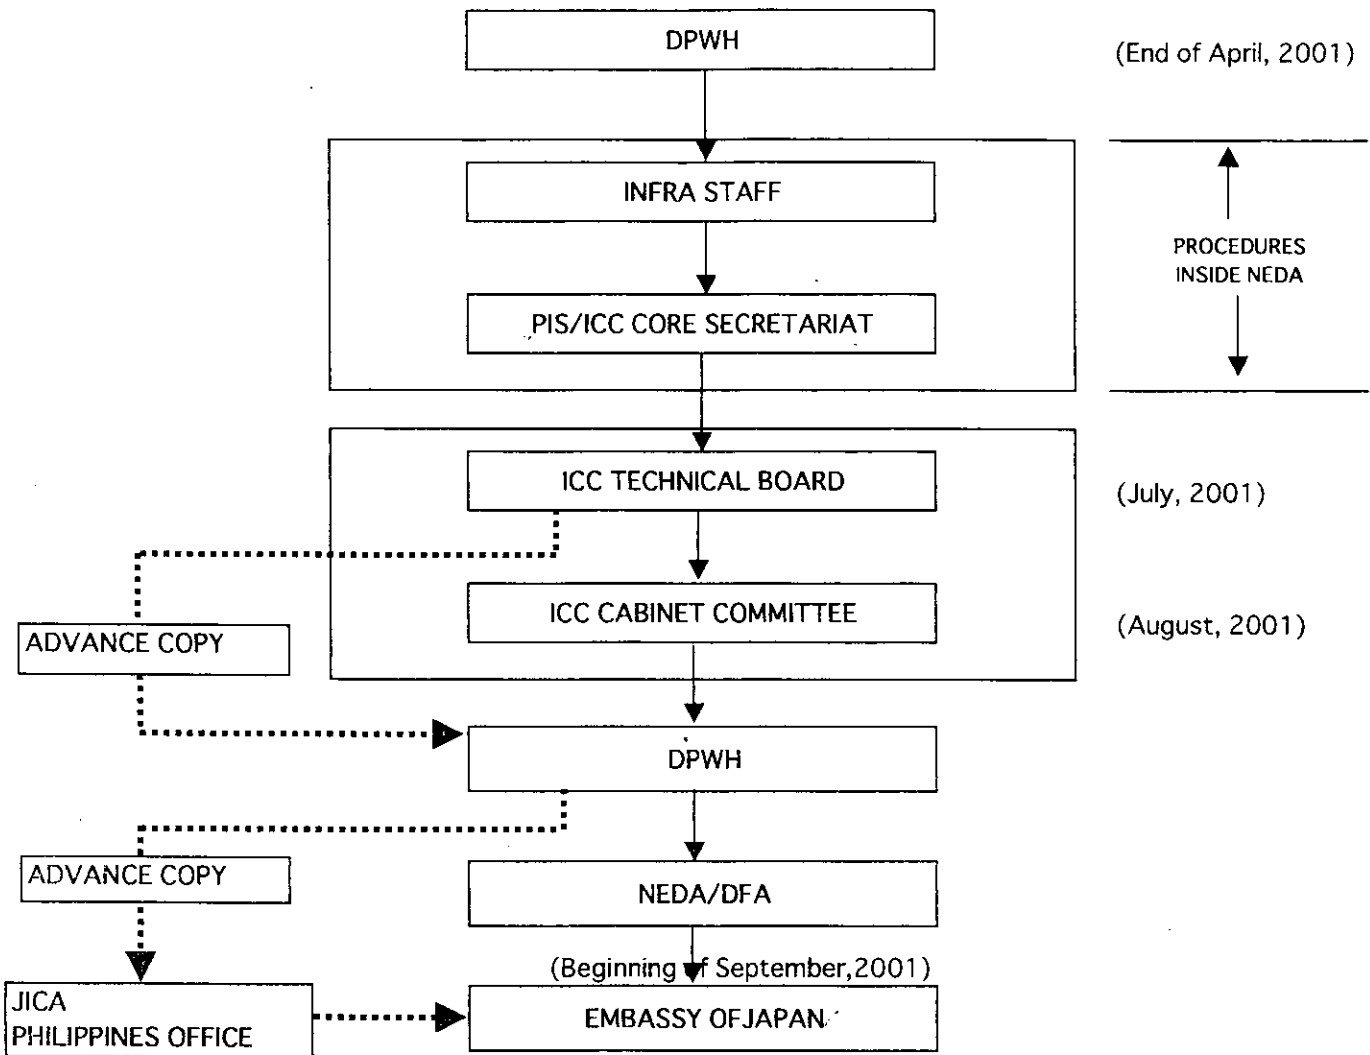 DPWH
(End of April, 2001)
INFRA STAFF
PROCEDURES
INSIDE NEDA
PIS/ICC CORE SECRETARIAT
ICC TECHNICAL BOARD
(July, 2001)
ICC CABINET COMMITTEE
(August, 2001)
ADVANCE COPY
DPWH
ADVANCE COPY
NEDA/DFA
(Beginning of September,2001)
JICA
PHILIPPINES OFFICE
EMBASSY OFJAPAN